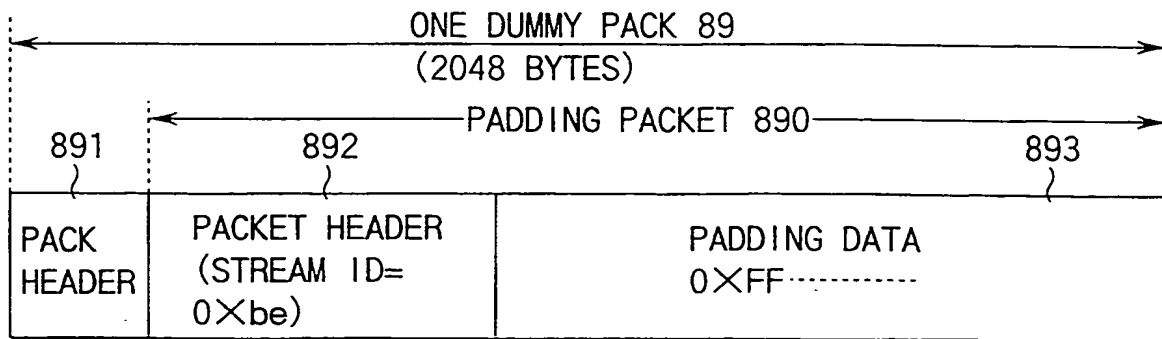 ONE DUMMY PACK 89
(2048 BYTES)
PADDING PACKET 890
891
892
893
PACK
HEADER
PACKET HEADER
(STREAM ID=
0×be)
PADDING DATA
0×FF